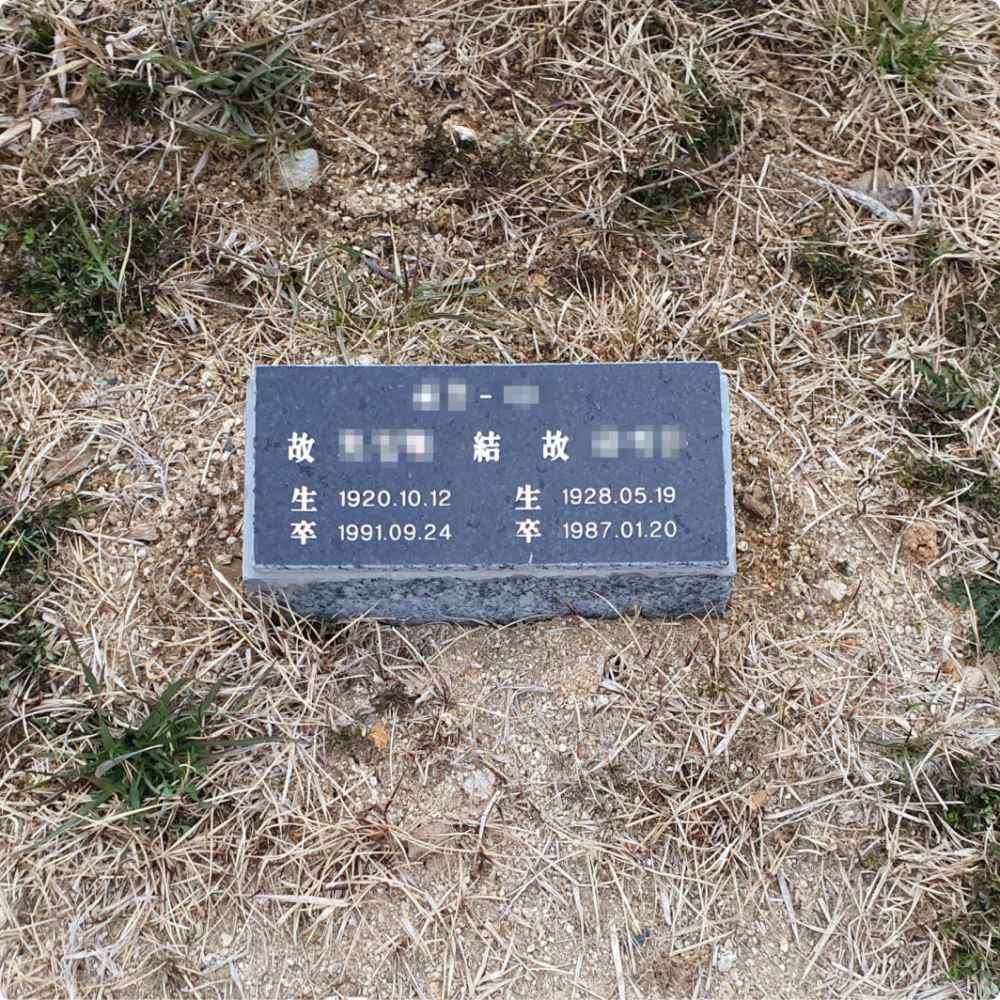 -
故 結 故
生 1920.10.12 生 1928.05.19
卒 1991.09.24 卒 1987.01.20